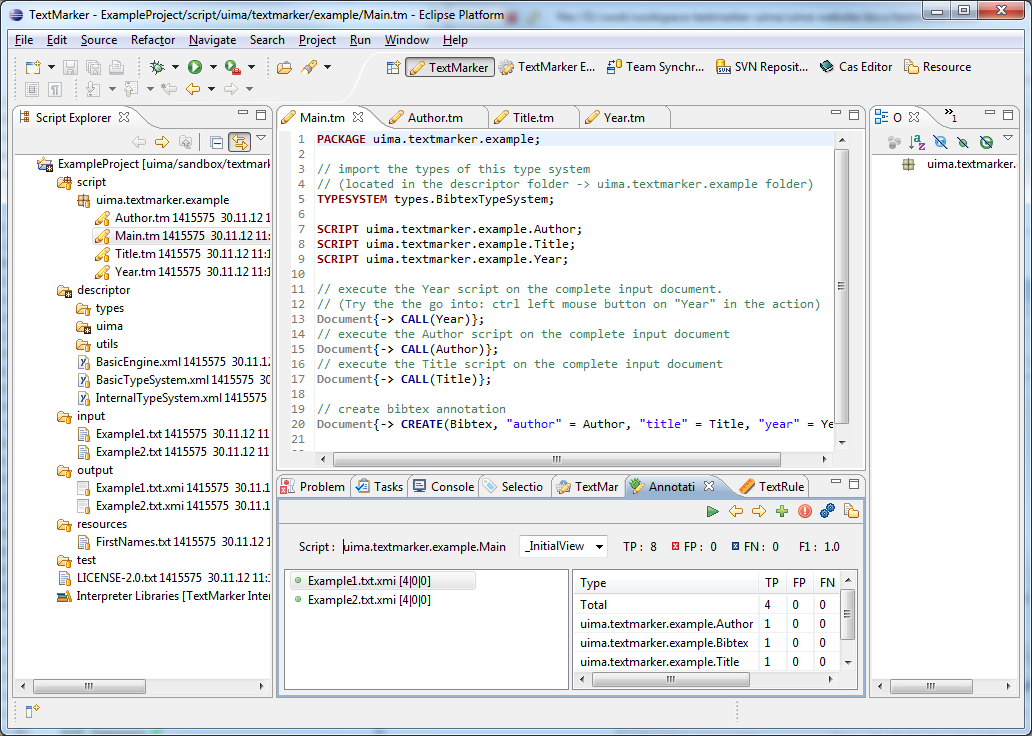 TextMarker - ExampleProject/script/uima/textmarker/example/Main.tm - Eclipse Platform
File Edit Source Refactor Navigate Search Project Run Window Help
TextMarker TextMarker E... Team Synchr... SVN Reposit... Cas Editor Resource
Script Explorer
ExampleProject [uima/sandbox/textmark
script
uima.textmarker.example
Author.tm 1415575 30.11.12 1
Main.tm 1415575 30.11.12 11:
Title.tm 1415575 30.11.12 11:1
Year.tm 1415575 30.11.12 11:1
descriptor
types
uima
utils
BasicEngine.xml 1415575 30.11.12
BasicTypeSystem.xml 1415575 30
InternalTypeSystem.xml 1415575
input
Example1.txt 1415575 30.11.12 11
Example2.txt 1415575 30.11.12 11
output
Example1.txt.xmi 1415575 30.11.1
Example2.txt.xmi 1415575 30.11.1
resources
FirstNames.txt 1415575 30.11.12 1
test
LICENSE-2.0.txt 1415575 30.11.12 11:
Interpreter Libraries [TextMarker Inter
Main.tm Author.tm Title.tm Year.tm
1 PACKAGE uima.textmarker.example;
2
3 // import the types of this type system
4 // (located in the descriptor folder -> uima.textmarker.example folder)
5 TYPESYSTEM types.BibtexTypeSystem;
6
7 SCRIPT uima.textmarker.example.Author;
8 SCRIPT uima.textmarker.example.Title;
9 SCRIPT uima.textmarker.example.Year;
10
11 // execute the Year script on the complete input document.
12 // (Try the the go into: ctrl left mouse button on "Year" in the action)
13 Document{-> CALL(Year)};
14 // execute the Author script on the complete input document
15 Document{-> CALL(Author)};
16 // execute the Title script on the complete input document
17 Document{-> CALL(Title)};
18
19 // create bibtex annotation
20 Document{-> CREATE(Bibtex, "author" = Author, "title" = Title, "year" = Ye
21
O »1
uima.textmarker.
Problem Tasks Console Selectio TextMar Annotati TextRule
Script : uima.textmarker.example.Main _InitialView TP : 8 FP : 0 FN : 0 F1 : 1.0
Example1.txt.xmi [4|0|0]
Example2.txt.xmi [4|0|0]
Type TP FP FN
Total 4 0 0
uima.textmarker.example.Author 1 0 0
uima.textmarker.example.Bibtex 1 0 0
uima.textmarker.example.Title 1 0 0